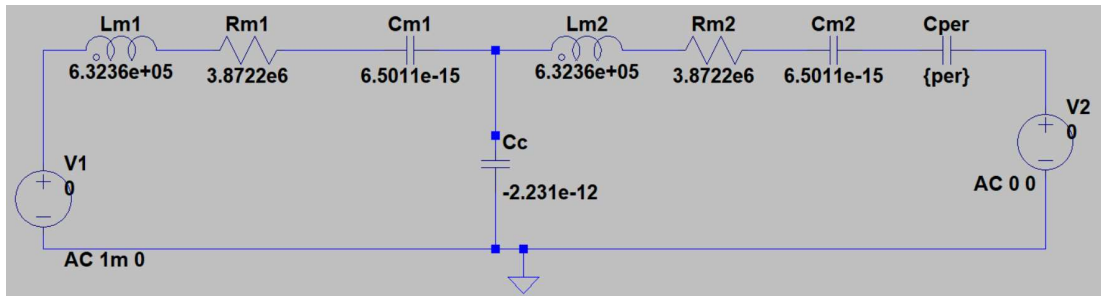 Lm1
Rm1
Cm1
Lm2
Rm2
Cm2
Cper
6.3236e+05
3.8722e6
6.5011e-15
6.3236e+05
3.8722e6
6.5011e-15
{per}
V2
0
Cc
V1
0
-2.231e-12
AC 0 0
AC 1m 0